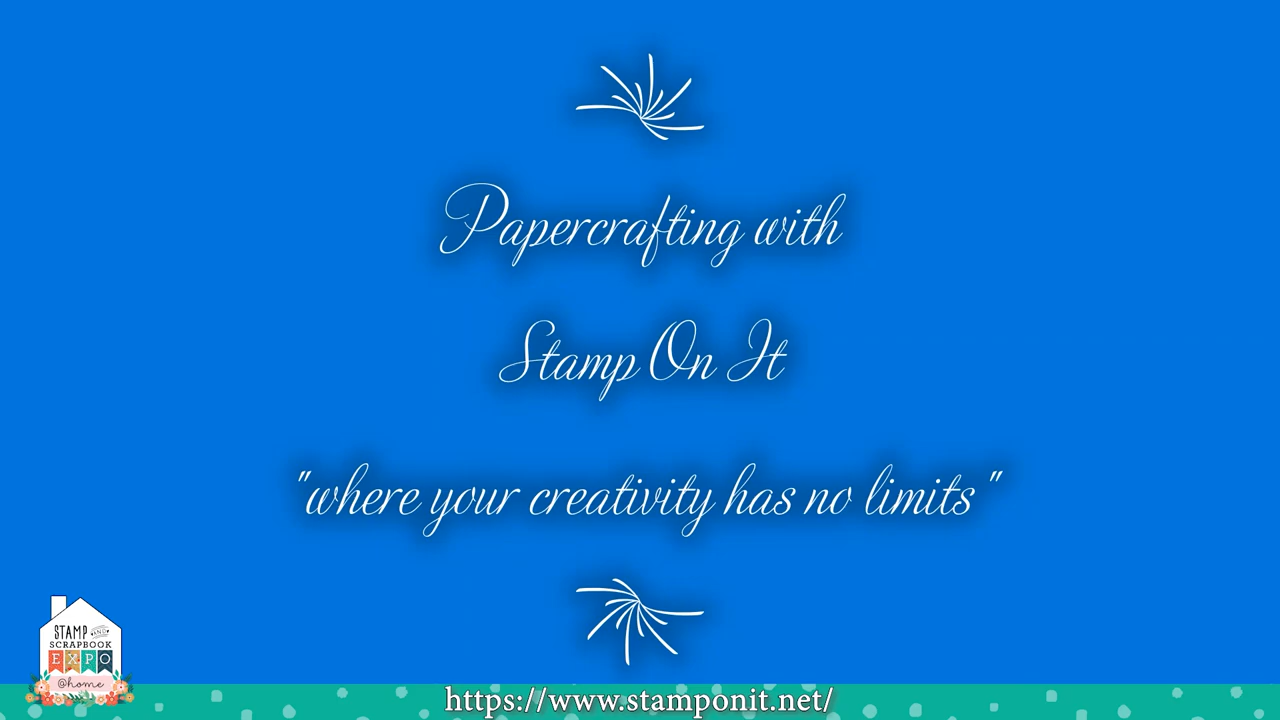 Papercrafting with
Stamp On It
"where your creativity has no limits"
STAMP AND
SCRAPBOOK
EXPO
@home
https://www.stamponit.net/